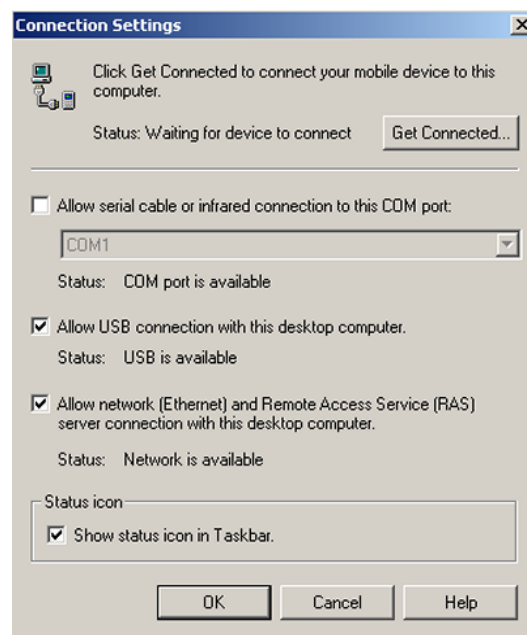 Connection Settings
Click Get Connected to connect your mobile device to this
computer.
Status: Waiting for device to connect
Get Connected...
Allow serial cable or infrared connection to this COM port:
COM1
Status: COM port is available
Allow USB connection with this desktop computer.
Status: USB is available
Allow network (Ethernet) and Remote Access Service (RAS)
server connection with this desktop computer.
Status: Network is available
Status icon
Show status icon in Taskbar.
OK
Cancel
Help